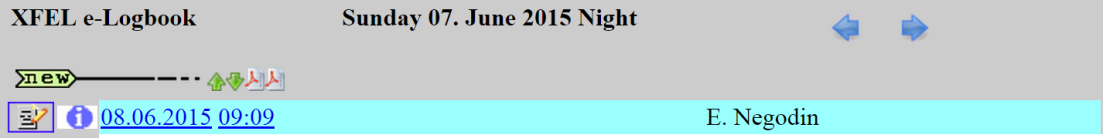 XFEL e-Logbook Sunday 07. June 2015 Night
new
08.06.2015 09:09 E. Negodin